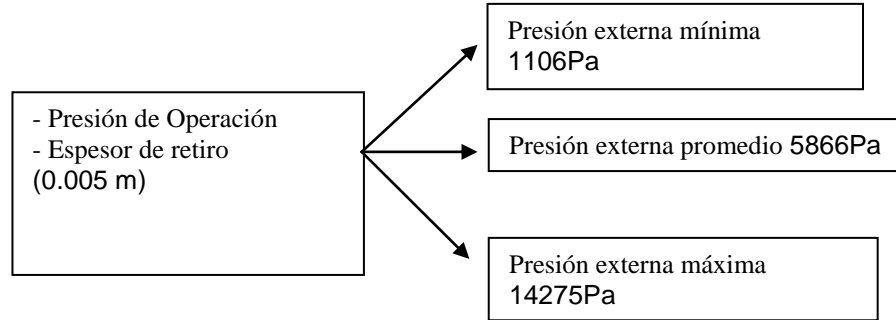 Presión externa mínima
1106Pa
- Presión de Operación
- Espesor de retiro
(0.005 m)
Presión externa promedio 5866Pa
Presión externa máxima
14275Pa